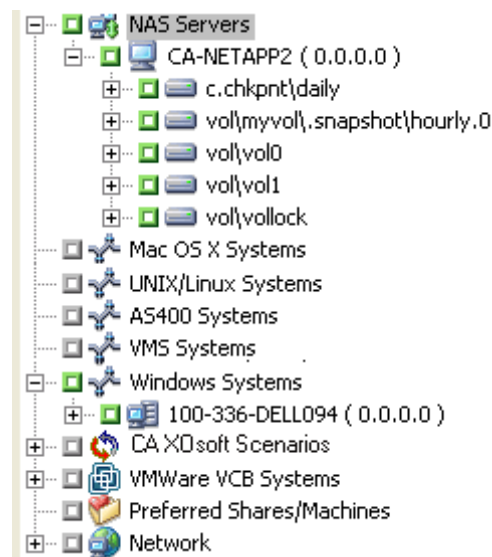 NAS Servers
CA-NETAPP2 ( 0.0.0.0 )
c.chkpnt\daily
vol\myvol\.snapshot\hourly.0
vol\vol0
vol\vol1
vol\vollock
Mac OS X Systems
UNIX/Linux Systems
AS400 Systems
VMS Systems
Windows Systems
100-336-DELL094 ( 0.0.0.0 )
CA XOsoft Scenarios
VMWare VCB Systems
Preferred Shares/Machines
Network